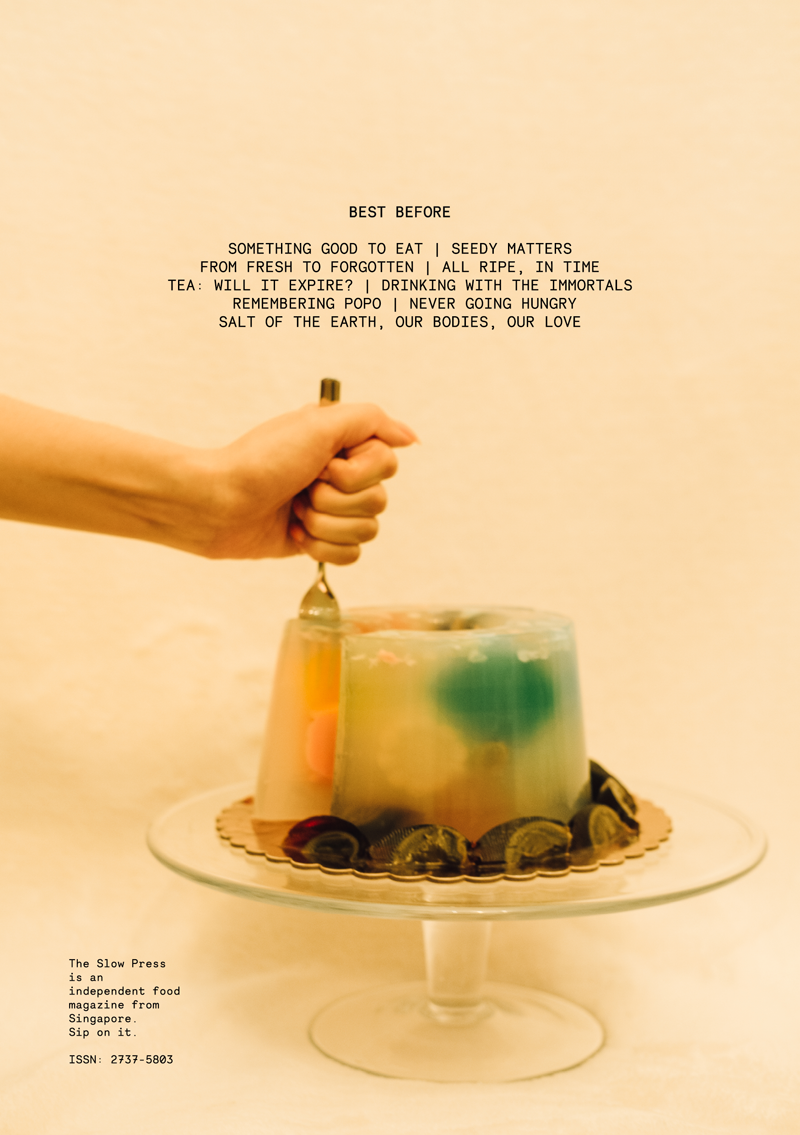 BEST BEFORE
SOMETHING GOOD TO EAT | SEEDY MATTERS
FROM FRESH TO FORGOTTEN | ALL RIPE, IN TIME
TEA: WILL IT EXPIRE? | DRINKING WITH THE IMMORTALS
REMEMBERING POPO | NEVER GOING HUNGRY
SALT OF THE EARTH, OUR BODIES, OUR LOVE
The Slow Press
is an
independent food
magazine from
Singapore.
Sip on it.
ISSN: 2737-5803